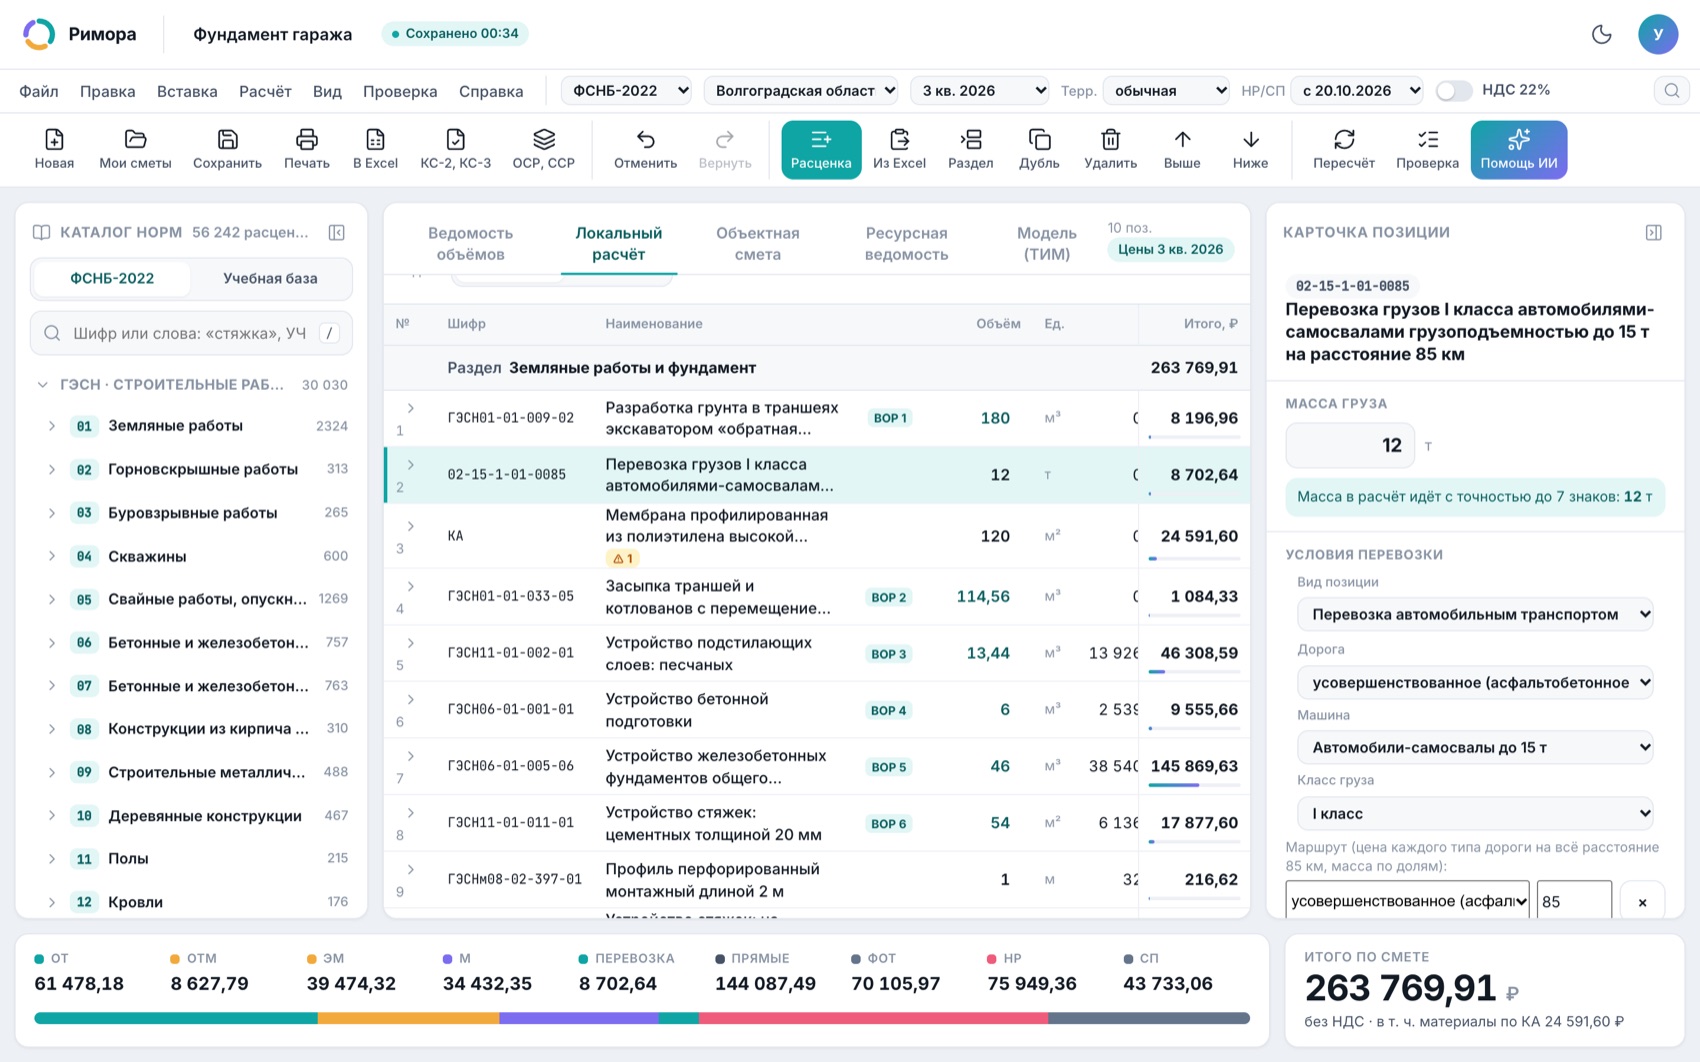 Римора
Фундамент гаража
Сохранено 00:34
У
Файл Правка Вставка Расчёт Вид Проверка Справка
ФСНБ-2022
Волгоградская област
3 кв. 2026
Терр. обычная
НР/СП с 20.10.2026
НДС 22%
Новая
Мои сметы
Сохранить
Печать
В Excel
КС-2, КС-3
ОСР, ССР
Отменить
Вернуть
Расценка
Из Excel
Раздел
Дубль
Удалить
Выше
Ниже
Пересчёт
Проверка
Помощь ИИ
КАТАЛОГ НОРМ 56 242 расцен...
ФСНБ-2022
Учебная база
Шифр или слова: «стяжка», УЧ /
ГЭСН · СТРОИТЕЛЬНЫЕ РАБ... 30 030
01 Земляные работы 2324
02 Горновскрышные работы 313
03 Буровзрывные работы 265
04 Скважины 600
05 Свайные работы, опускн... 1269
06 Бетонные и железобетон... 757
07 Бетонные и железобетон... 763
08 Конструкции из кирпича ... 310
09 Строительные металлич... 488
10 Деревянные конструкции 467
11 Полы 215
12 Кровли 176
Ведомость
объёмов
Локальный
расчёт
Объектная
смета
Ресурсная
ведомость
Модель
(ТИМ)
10 поз.
Цены 3 кв. 2026
№ Шифр Наименование Объём Ед. Итого, ₽
Раздел Земляные работы и фундамент 263 769,91
1 ГЭСН01-01-009-02 Разработка грунта в траншеях
экскаватором «обратная... ВОР 1 180 м³ 8 196,96
2 02-15-1-01-0085 Перевозка грузов I класса
автомобилями-самосвалам... 12 т 8 702,64
3 КА Мембрана профилированная
из полиэтилена высокой... 120 м² 24 591,60
1
4 ГЭСН01-01-033-05 Засыпка траншей и
котлованов с перемещение... ВОР 2 114,56 м³ 1 084,33
5 ГЭСН11-01-002-01 Устройство подстилающих
слоев: песчаных ВОР 3 13,44 м³ 13 926 46 308,59
6 ГЭСН06-01-001-01 Устройство бетонной
подготовки ВОР 4 6 м³ 2 539 9 555,66
7 ГЭСН06-01-005-06 Устройство железобетонных
фундаментов общего... ВОР 5 46 м³ 38 540 145 869,63
8 ГЭСН11-01-011-01 Устройство стяжек:
цементных толщиной 20 мм ВОР 6 54 м² 6 136 17 877,60
9 ГЭСНм08-02-397-01 Профиль перфорированный
монтажный длиной 2 м 1 м 32 216,62
КАРТОЧКА ПОЗИЦИИ
02-15-1-01-0085
Перевозка грузов I класса автомобилями-
самосвалами грузоподъемностью до 15 т
на расстояние 85 км
МАССА ГРУЗА
12 т
Масса в расчёт идёт с точностью до 7 знаков: 12 т
УСЛОВИЯ ПЕРЕВОЗКИ
Вид позиции
Перевозка автомобильным транспортом
Дорога
усовершенствованное (асфальтобетонное
Машина
Автомобили-самосвалы до 15 т
Класс груза
I класс
Маршрут (цена каждого типа дороги на всё расстояние
85 км, масса по долям):
усовершенствованное (асфал 85 ×
ОТ
61 478,18
ОТМ
8 627,79
ЭМ
39 474,32
М
34 432,35
ПЕРЕВОЗКА
8 702,64
ПРЯМЫЕ
144 087,49
ФОТ
70 105,97
НР
75 949,36
СП
43 733,06
ИТОГО ПО СМЕТЕ
263 769,91 ₽
без НДС · в т. ч. материалы по КА 24 591,60 ₽